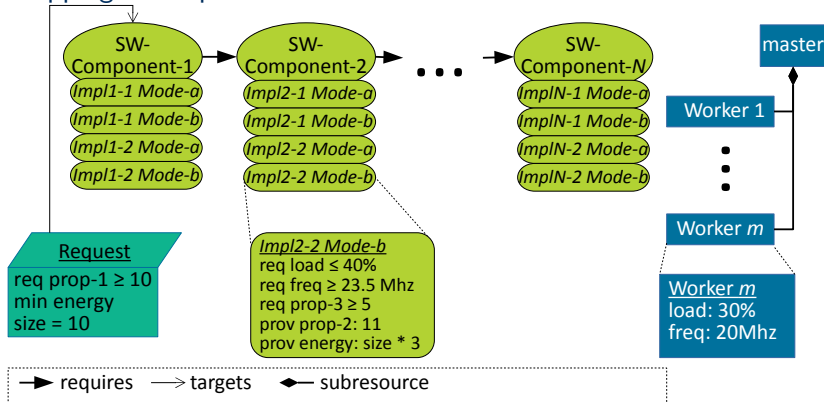 SW-
Component-1
Impl1-1 Mode-a
Impl1-1 Mode-b
Impl1-2 Mode-a
Impl1-2 Mode-b
SW-
Component-2
Impl2-1 Mode-a
Impl2-1 Mode-b
Impl2-2 Mode-a
Impl2-2 Mode-b
SW-
Component-N
ImplN-1 Mode-a
ImplN-1 Mode-b
ImplN-2 Mode-a
ImplN-2 Mode-b
master
Worker 1
Worker m
Request
req prop-1 ≥ 10
min energy
size = 10
Impl2-2 Mode-b
req load ≤ 40%
req freq ≥ 23.5 Mhz
req prop-3 ≥ 5
prov prop-2: 11
prov energy: size * 3
Worker m
load: 30%
freq: 20Mhz
requires
targets
subresource